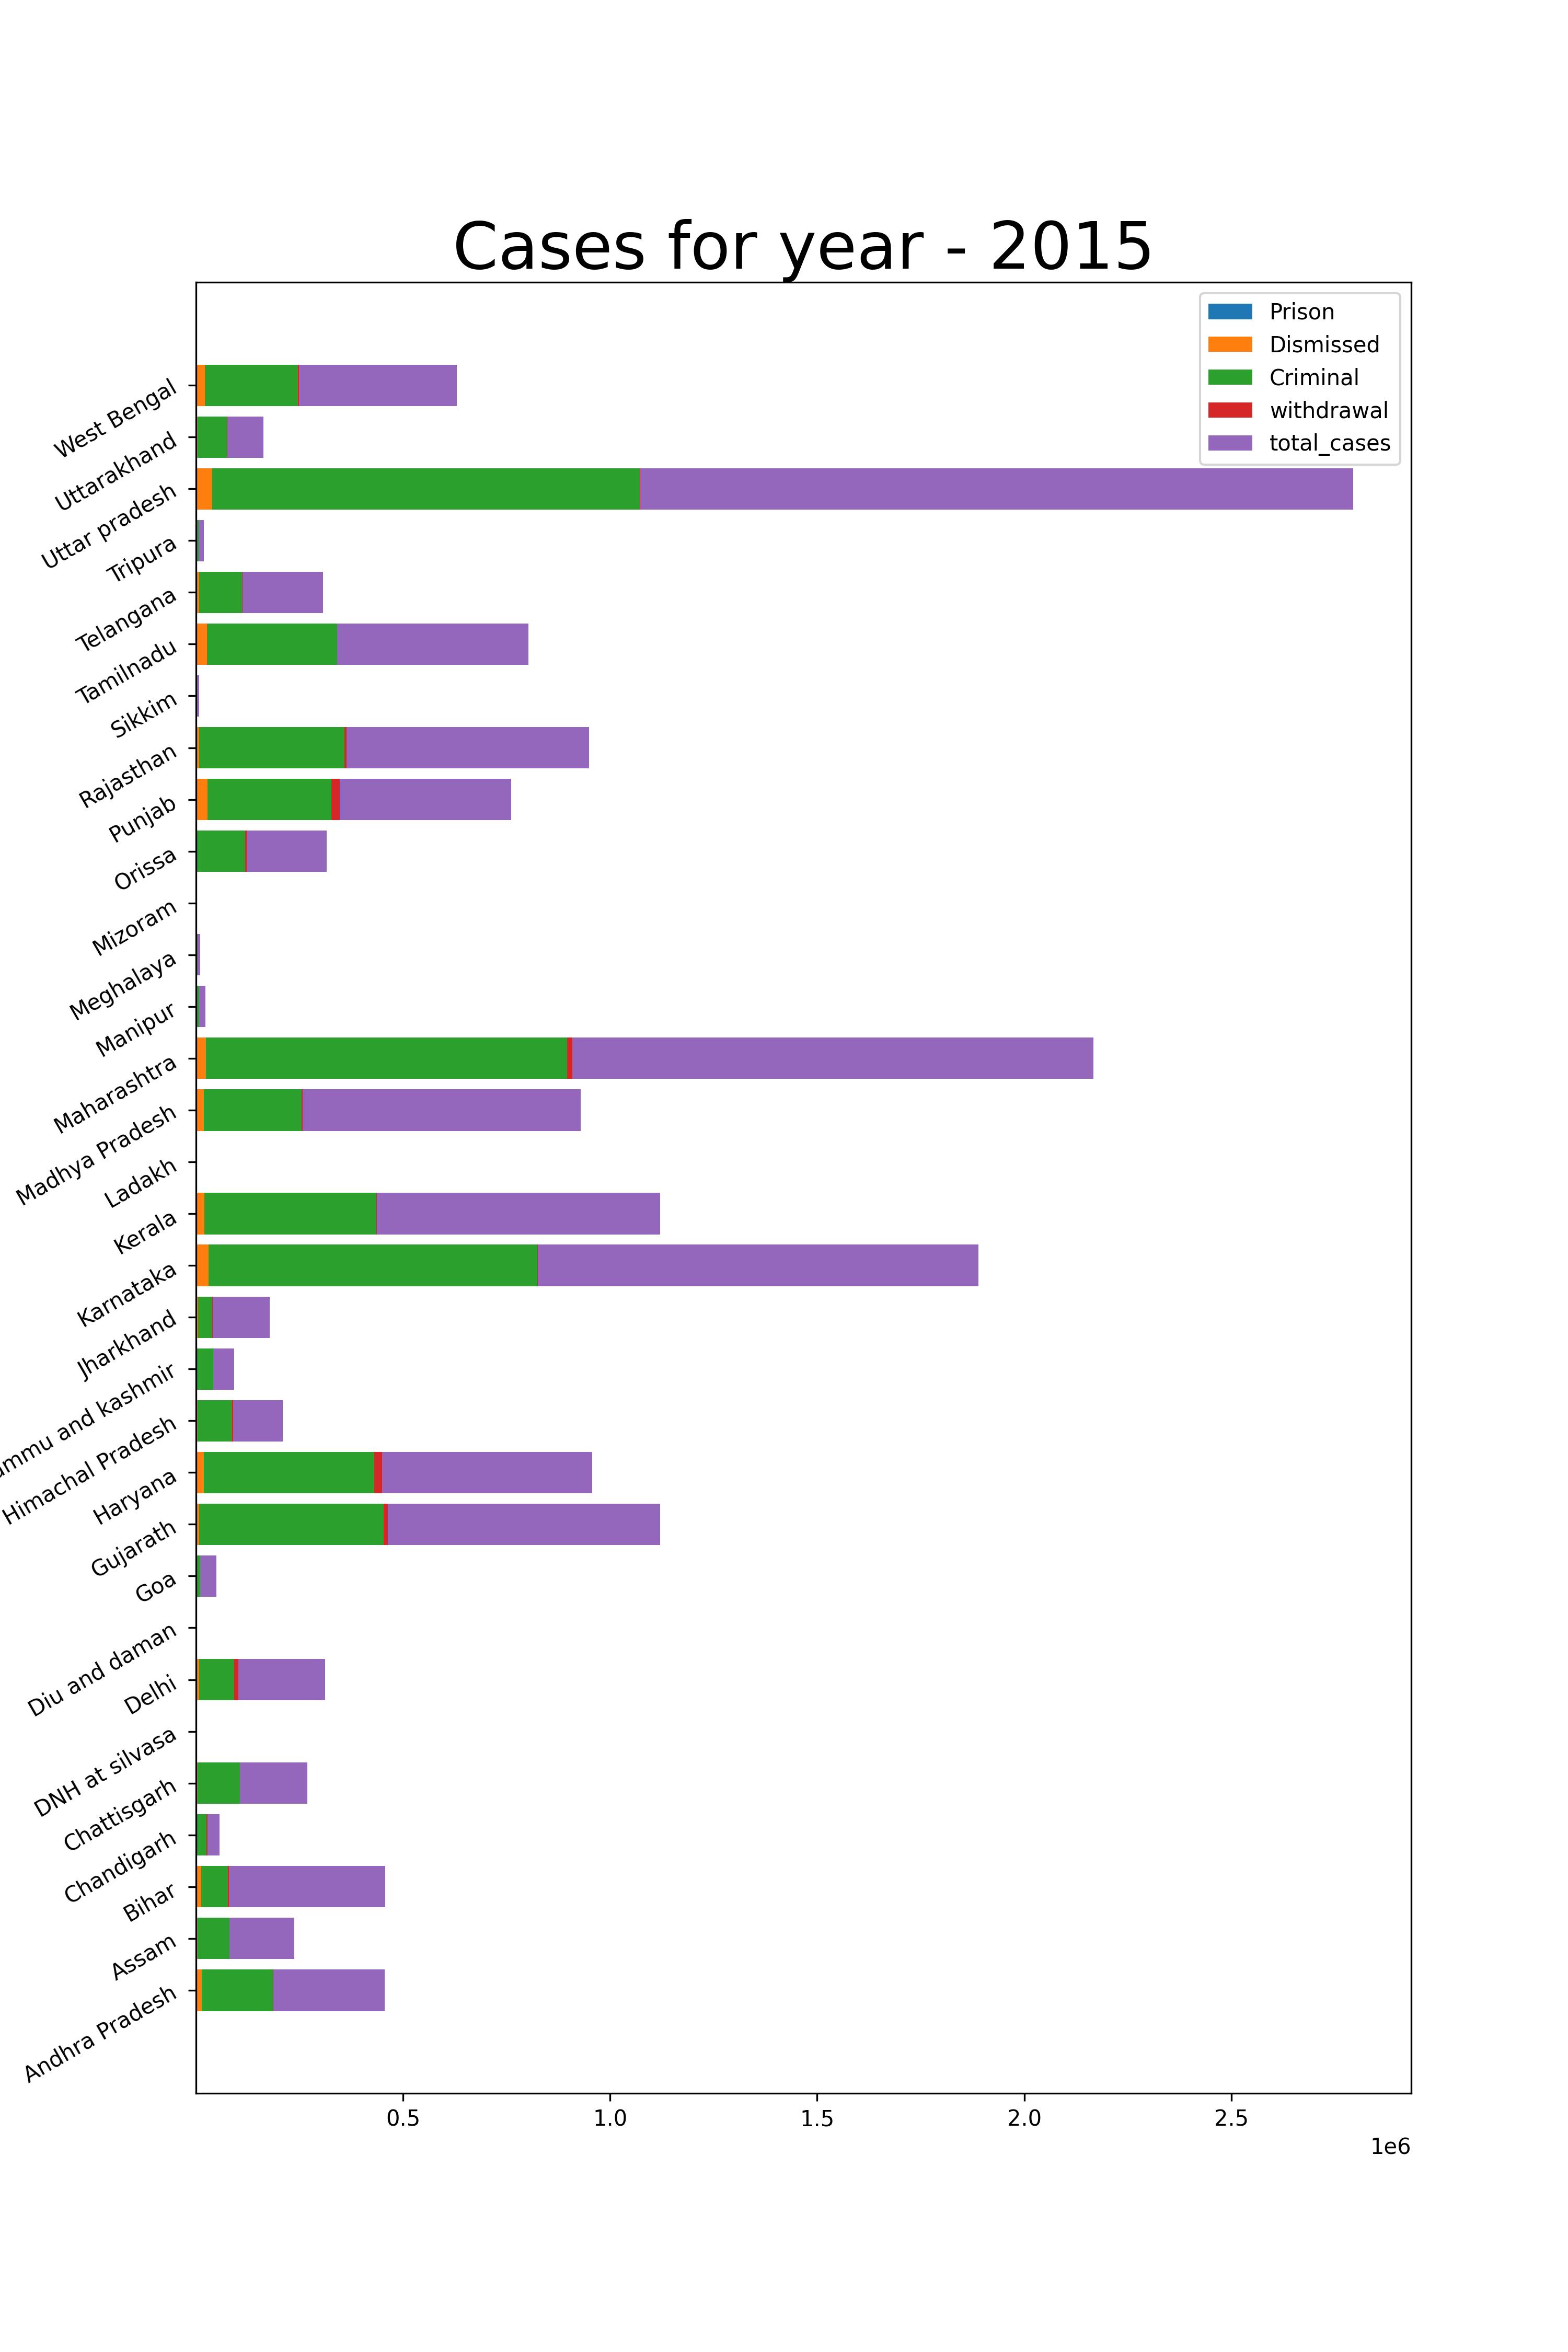 Cases for year - 2015
Prison
Dismissed
Criminal
withdrawal
total_cases
West Bengal
Uttarakhand
Uttar pradesh
Tripura
Telangana
Tamilnadu
Sikkim
Rajasthan
Punjab
Orissa
Mizoram
Meghalaya
Manipur
Maharashtra
Madhya Pradesh
Ladakh
Kerala
Karnataka
Jharkhand
ammu and kashmir
Himachal Pradesh
Haryana
Gujarath
Goa
Diu and daman
Delhi
DNH at silvasa
Chattisgarh
Chandigarh
Bihar
Assam
Andhra Pradesh
0.5 1.0 1.5 2.0 2.5
1e6